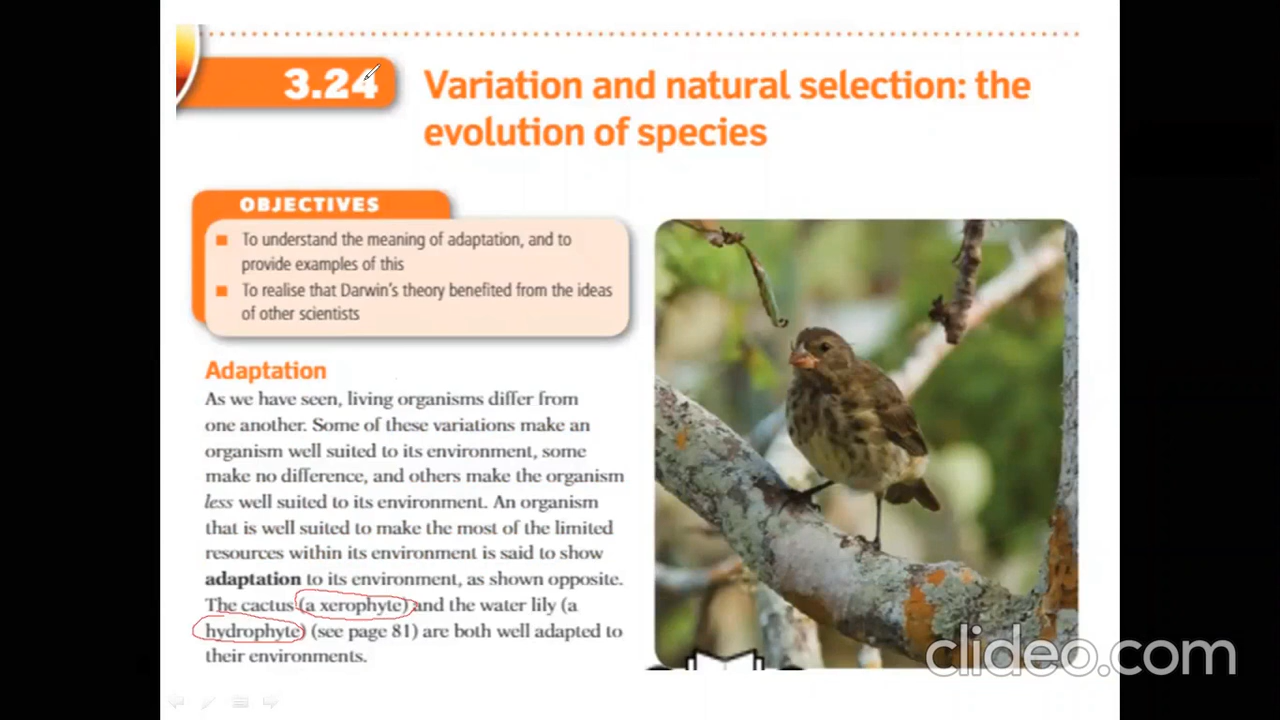 3.24
Variation and natural selection: the
evolution of species
OBJECTIVES
To understand the meaning of adaptation, and to
provide examples of this
To realise that Darwin's theory benefited from the ideas
of other scientists
Adaptation
As we have seen, living organisms differ from
one another. Some of these variations make an
organism well suited to its environment, some
make no difference, and others make the organism
less well suited to its environment. An organism
that is well suited to make the most of the limited
resources within its environment is said to show
adaptation to its environment, as shown opposite.
The cactus (a xerophyte) and the water lily (a
hydrophyte) (see page 81) are both well adapted to
their environments.
clideo.com